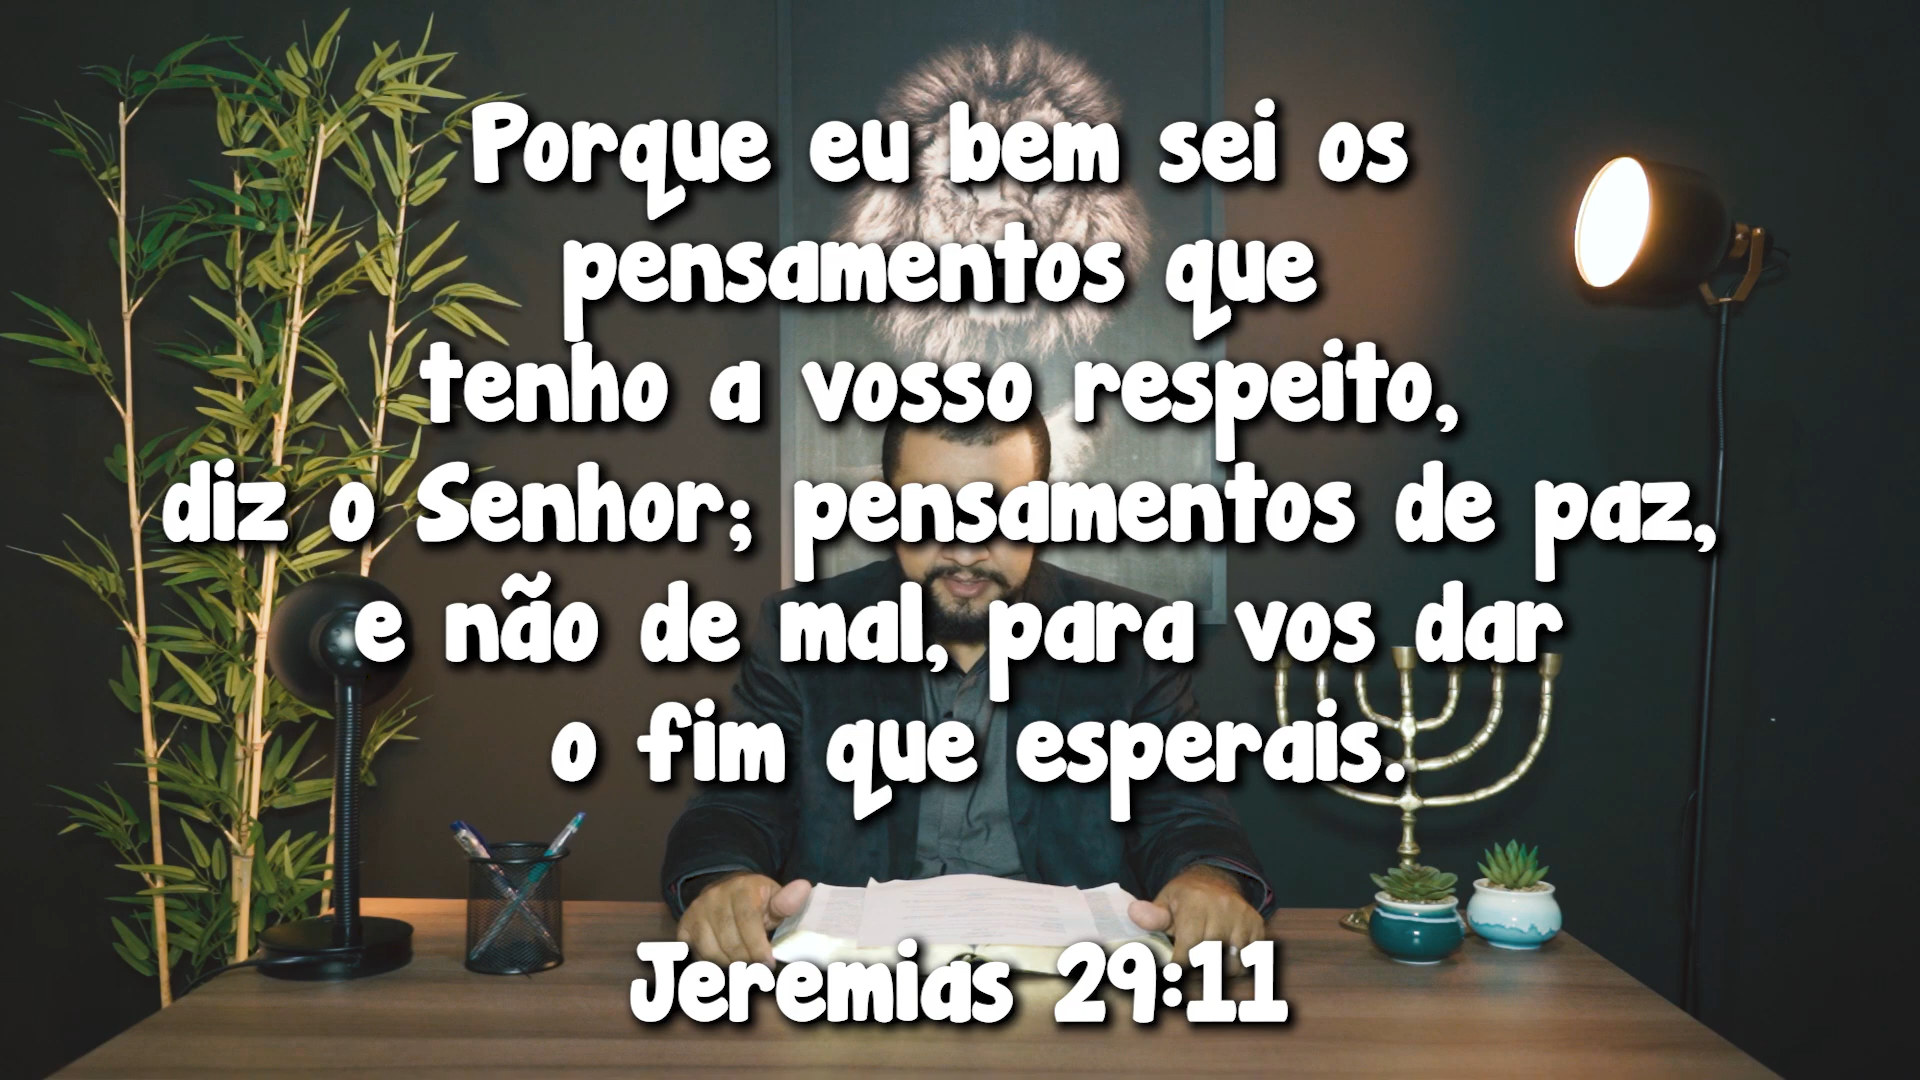 Porque eu bem sei os
pensamentos que
tenho a vosso respeito,
diz o Senhor; pensamentos de paz,
e não de mal, para vos dar
o fim que esperais.
Jeremias 29:11